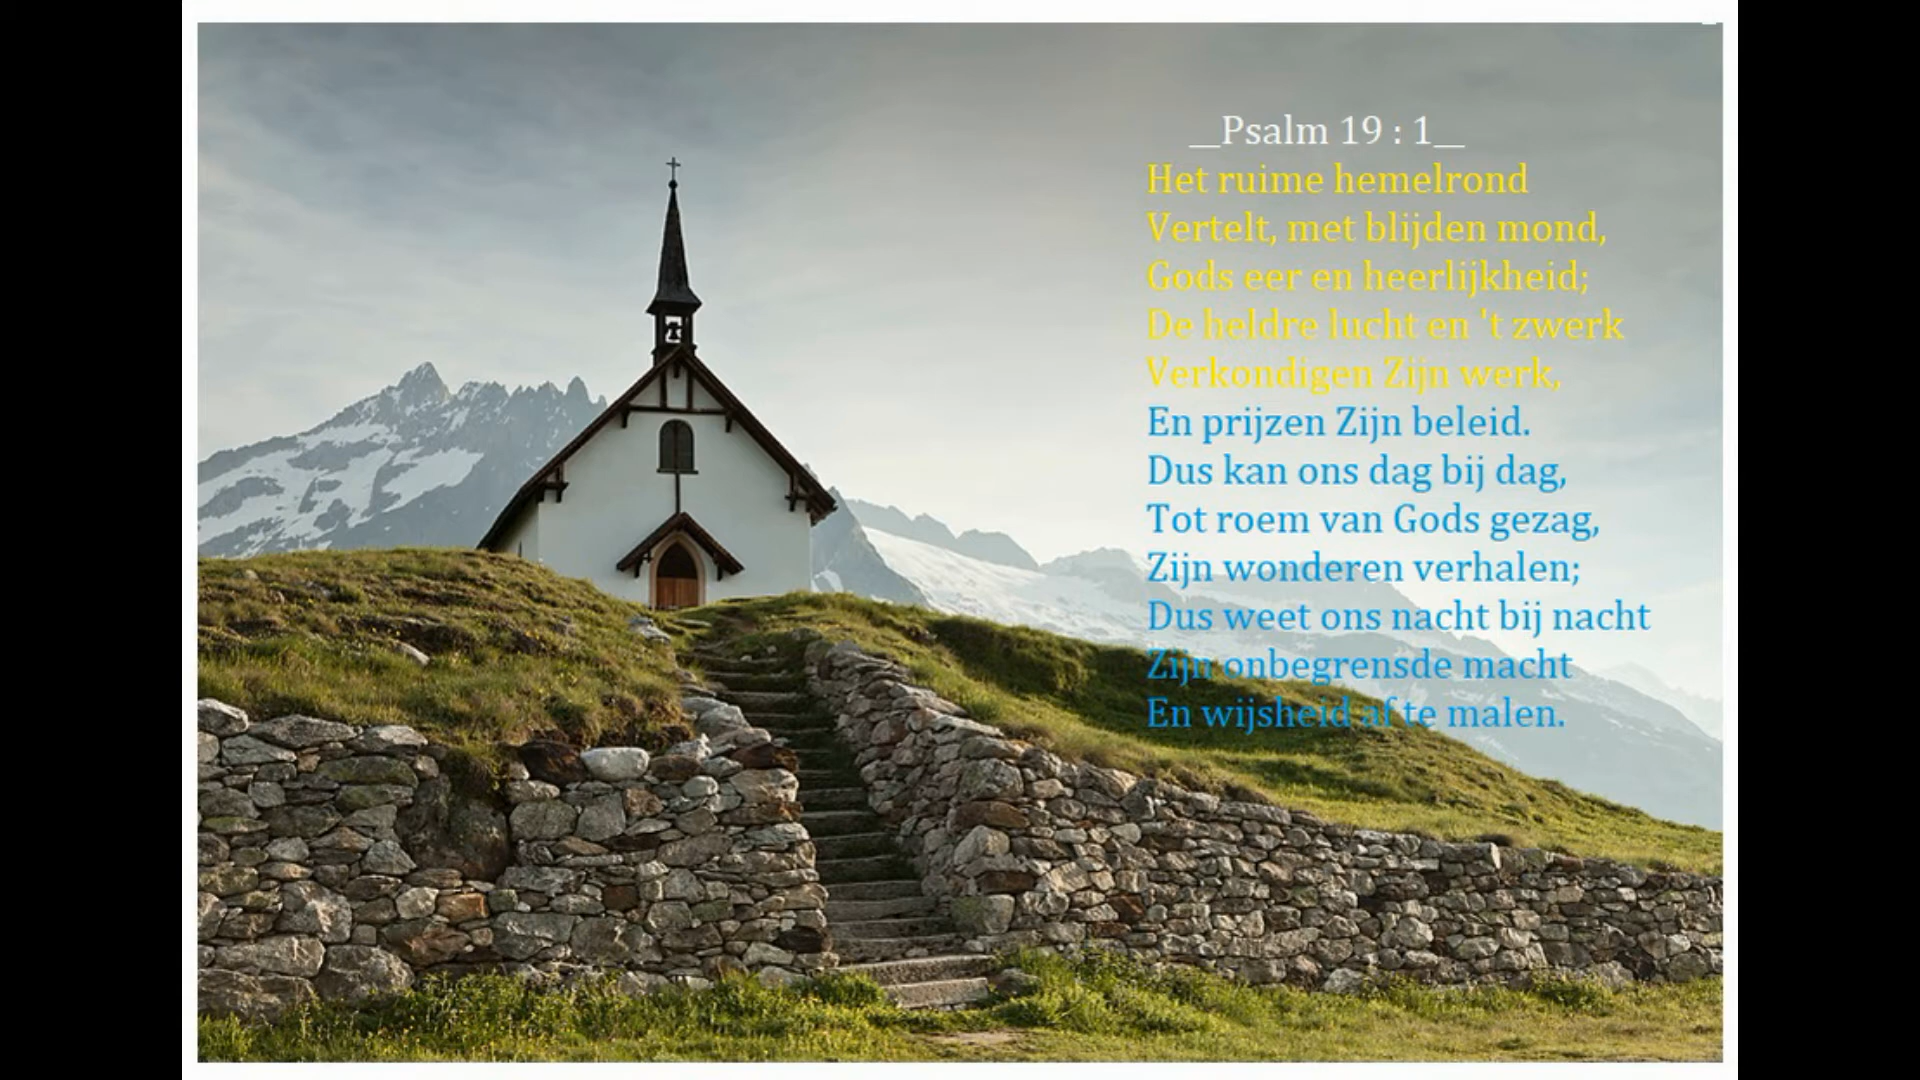 __Psalm 19 : 1__
Het ruime hemelrond
Vertelt, met blijden mond,
Gods eer en heerlijkheid;
De heldre lucht en 't zwerk
Verkondigen Zijn werk,
En prijzen Zijn beleid.
Dus kan ons dag bij dag,
Tot roem van Gods gezag,
Zijn wonderen verhalen;
Dus weet ons nacht bij nacht
Zijn onbegrensde macht
En wijsheid af te malen.